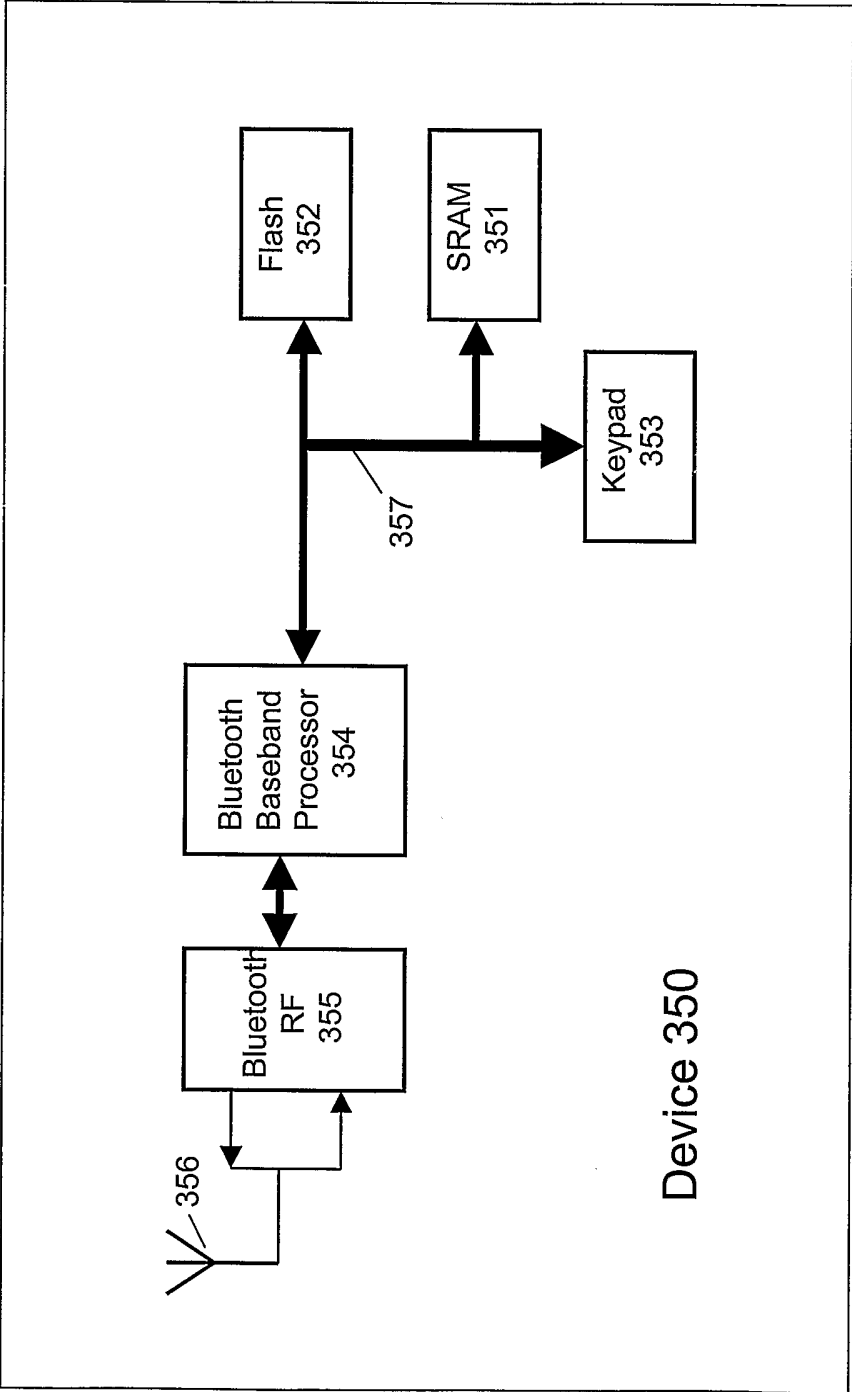 356
Bluetooth
RF
355
Bluetooth
Baseband
Processor
354
357
Flash
352
SRAM
351
Keypad
353
Device 350